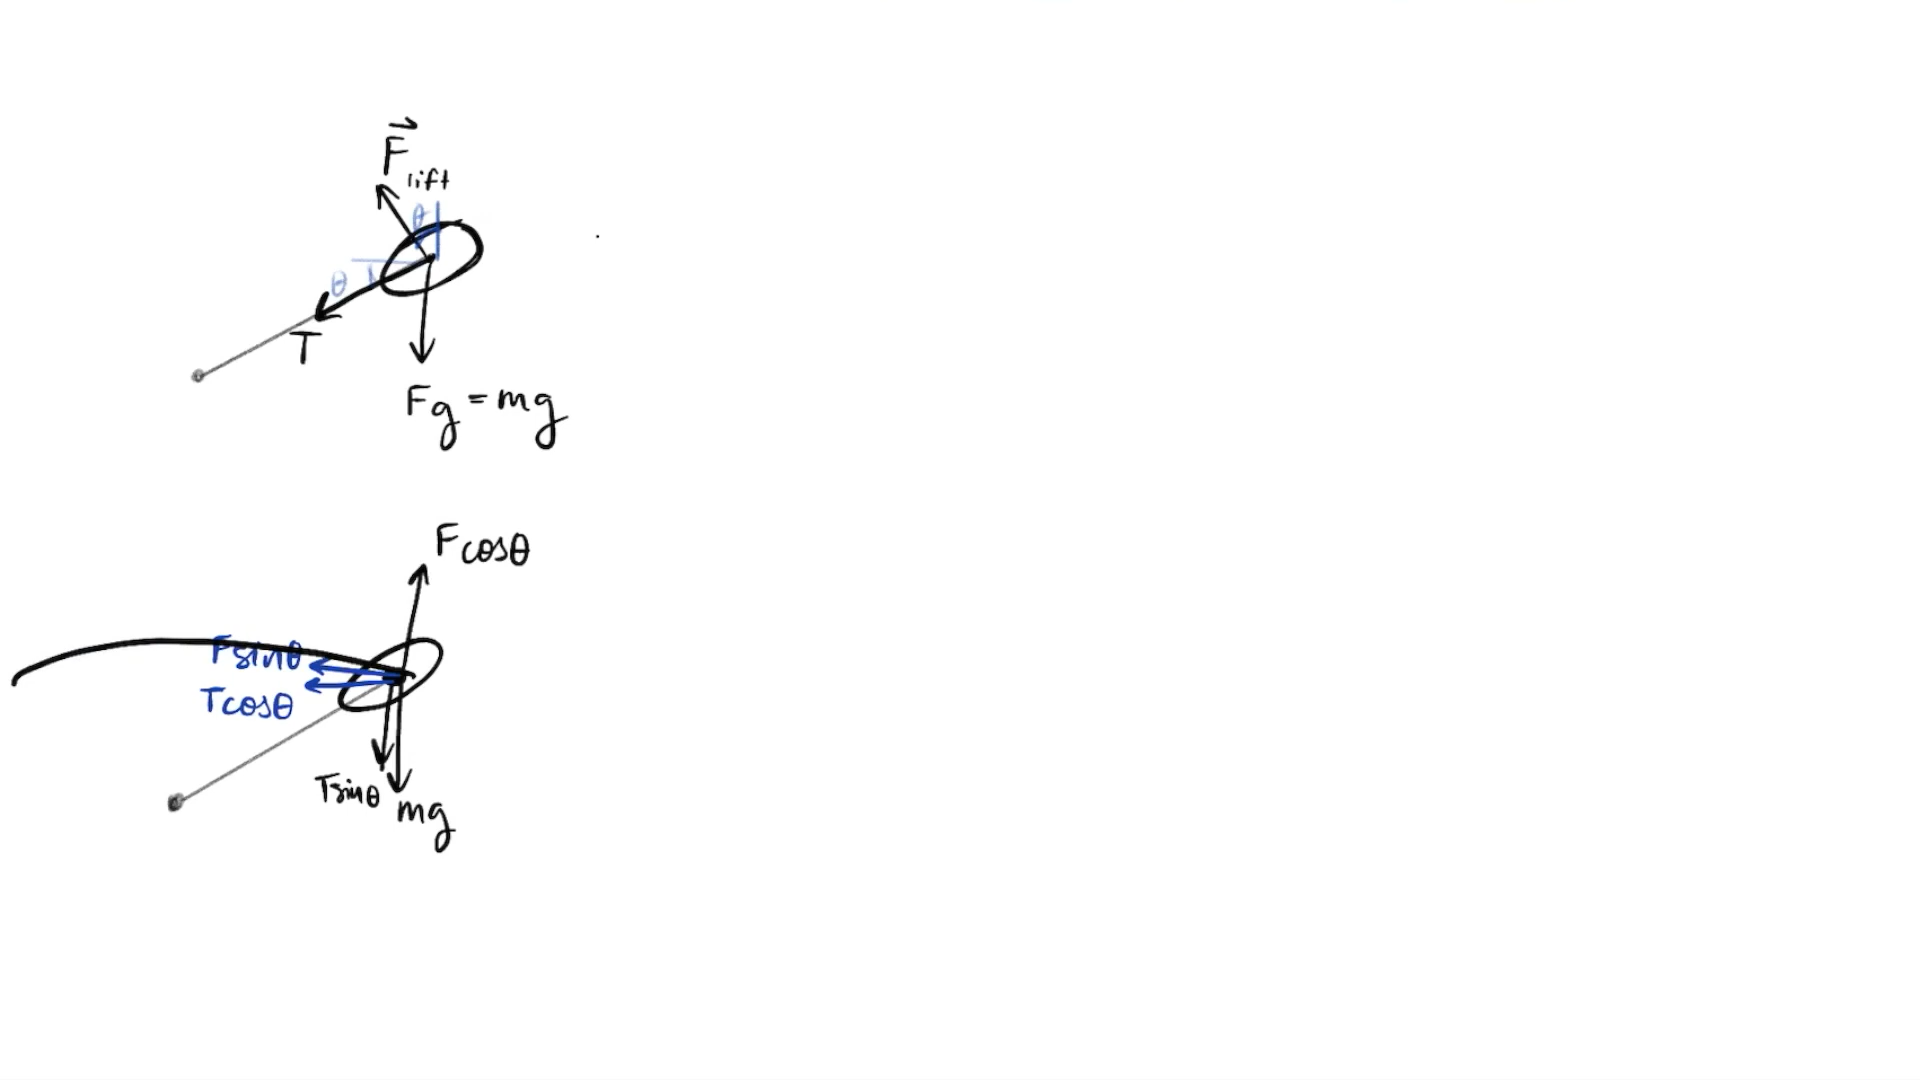 F⃗ lift
θ
θ
T
Fg = mg
Fcosθ
Fsinθ
Tcosθ
Tsinθ
mg